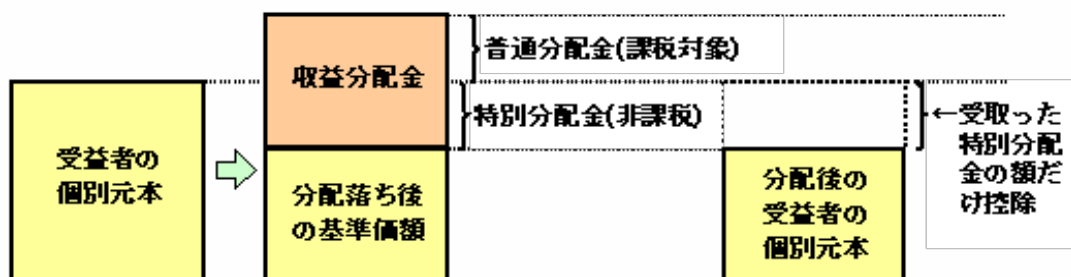 受益者の
個別元本
収益分配金
分配落ち後
の基準価額
普通分配金(課税対象)
特別分配金(非課税)
分配後の
受益者の
個別元本
←受取った
特別分配
金の額だ
け控除